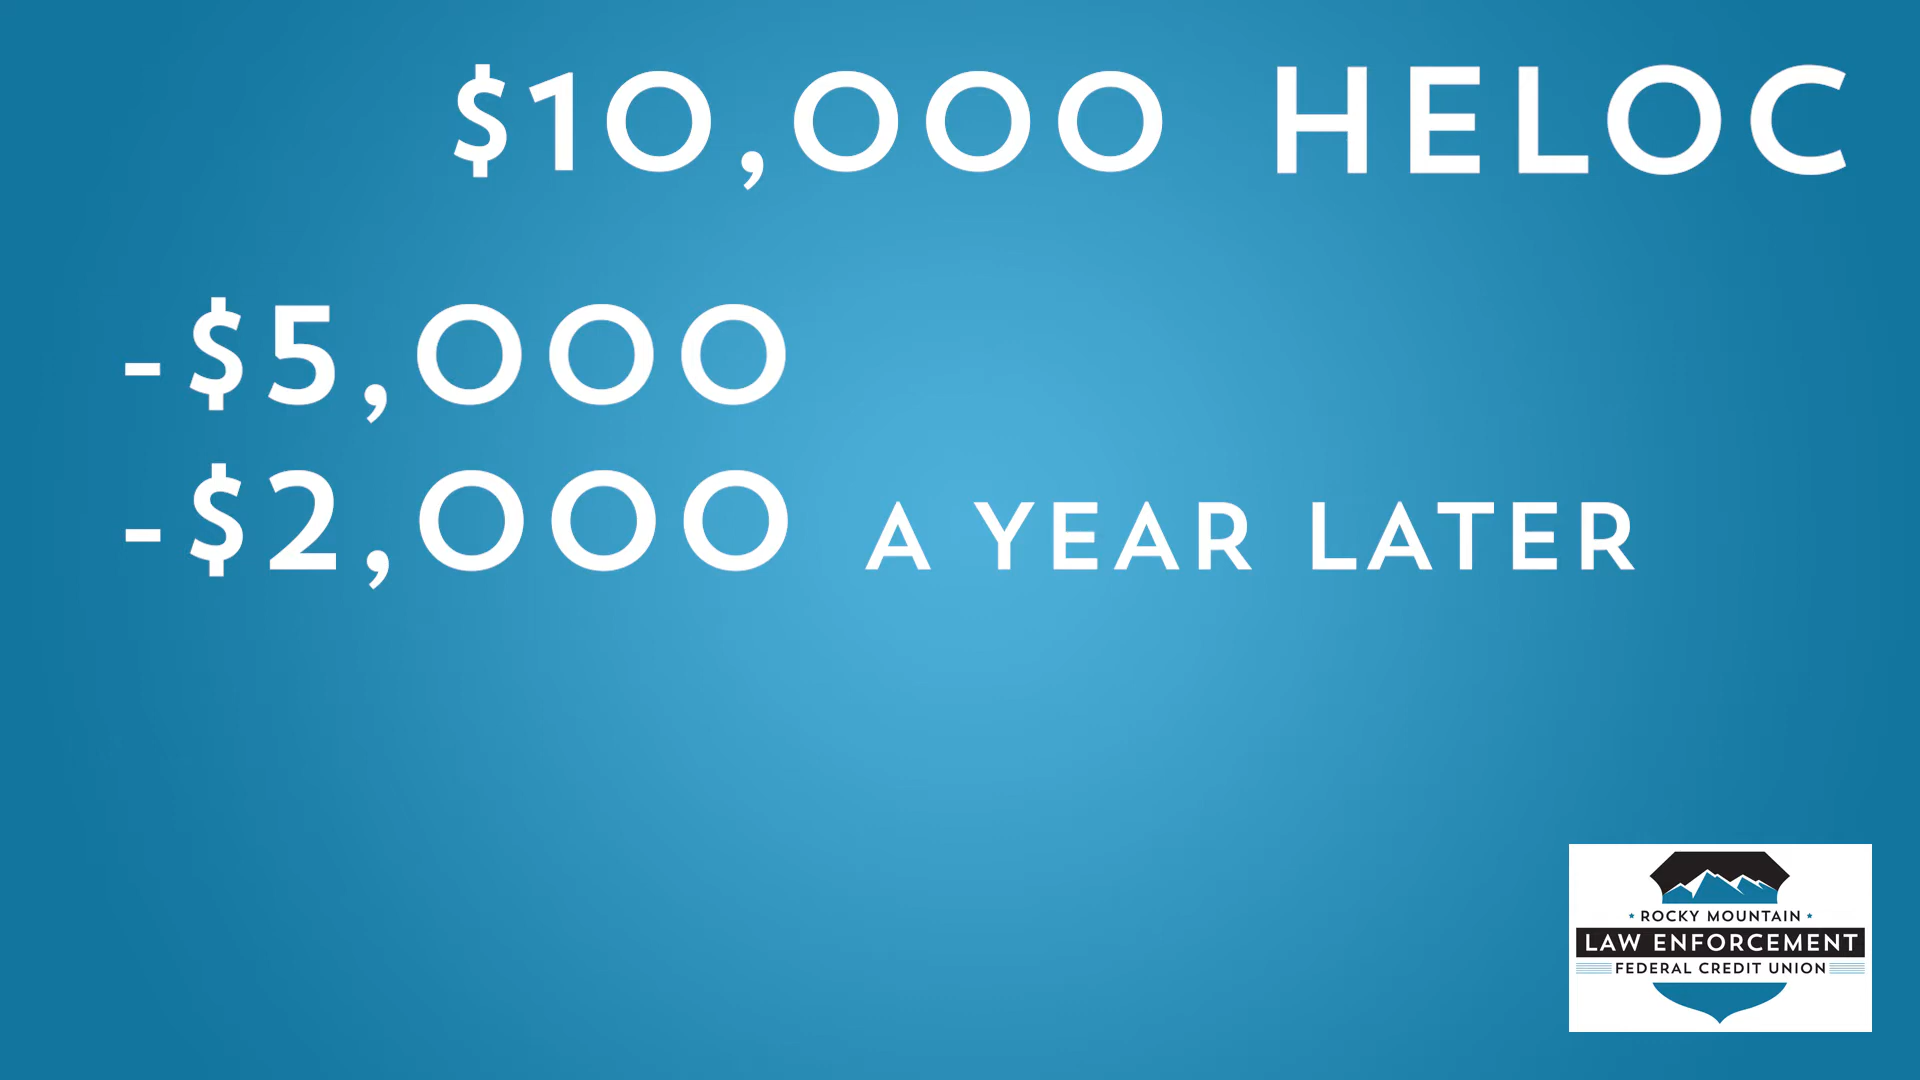 $10,000 HELOC
-$5,000
-$2,000 A YEAR LATER
ROCKY MOUNTAIN
LAW ENFORCEMENT
FEDERAL CREDIT UNION